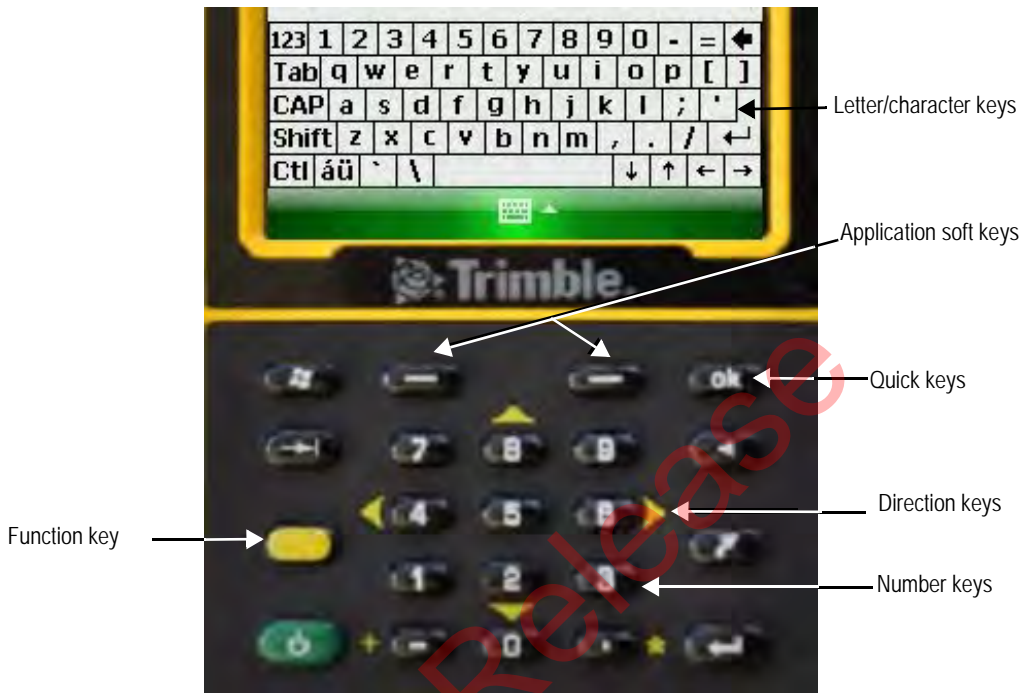 123 1 2 3 4 5 6 7 8 9 0 - = 🡄
Tab q w e r t y u i o p [ ]
CAP a s d f g h j k l ; '
Letter/character keys
Shift z x c v b n m , . / ↵
Ctl áü ` \ ↓ ↑ ← →
Application soft keys
Trimble.
ok
Quick keys
7 8 9
Direction keys
4 5 6
Function key
1 2 3
Number keys
+ - 0 . *
Release